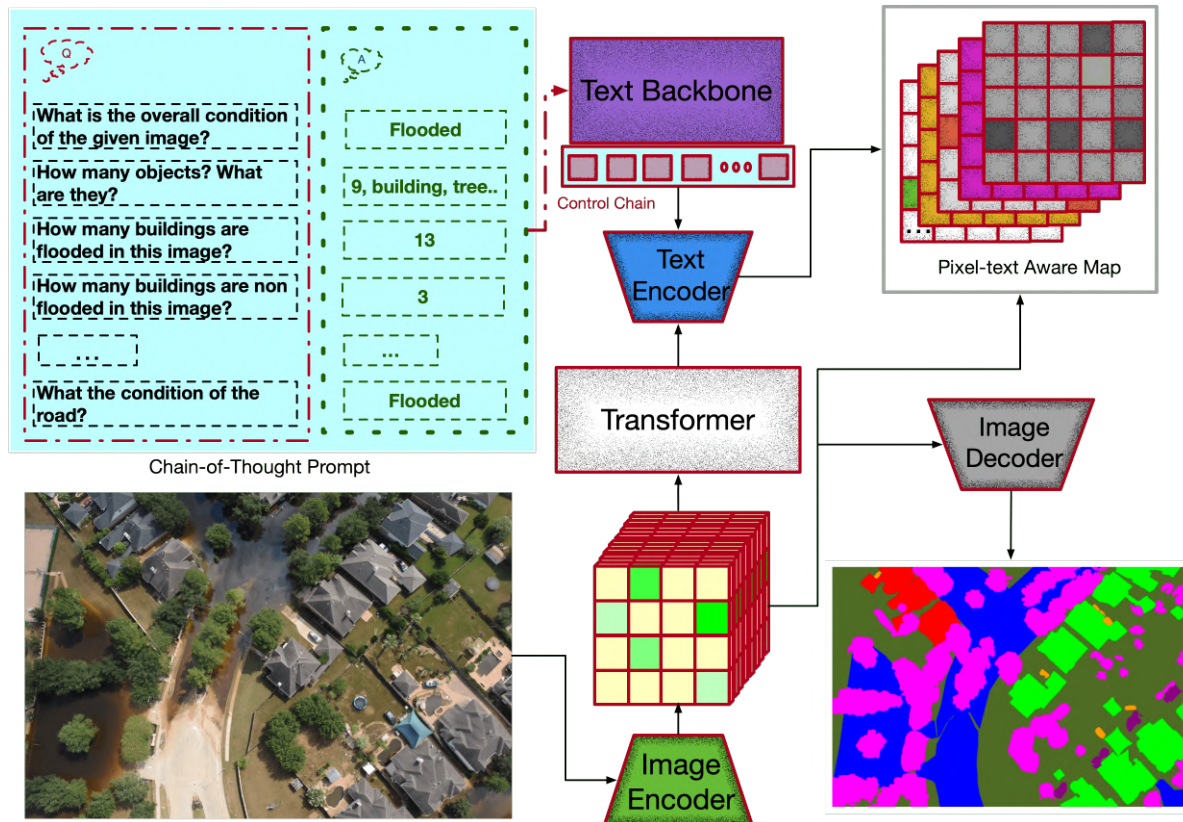 Q
A
What is the overall condition
of the given image?
Flooded
How many objects? What
are they?
9, building, tree..
How many buildings are
flooded in this image?
13
How many buildings are non
flooded in this image?
3
...
...
What the condition of the
road?
Flooded
Chain-of-Thought Prompt
Text Backbone
Control Chain
Text
Encoder
Transformer
Image
Encoder
...
Pixel-text Aware Map
Image
Decoder